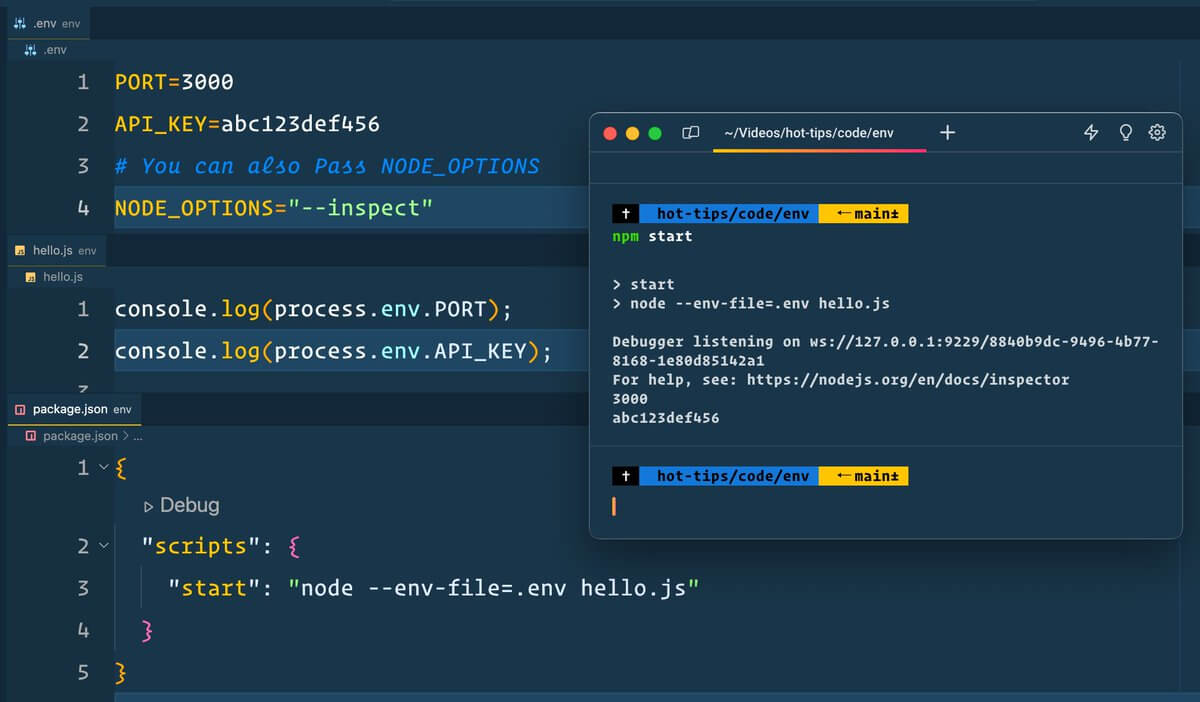 .env env
.env
1 PORT=3000
2 API_KEY=abc123def456
3 # You can also Pass NODE_OPTIONS
4 NODE_OPTIONS="--inspect"
hello.js env
hello.js
1 console.log(process.env.PORT);
2 console.log(process.env.API_KEY);
3
package.json env
package.json > ...
1 {
Debug
2 "scripts": {
3 "start": "node --env-file=.env hello.js"
4 }
5 }
~/Videos/hot-tips/code/env
† hot-tips/code/env ←main±
npm start
> start
> node --env-file=.env hello.js
Debugger listening on ws://127.0.0.1:9229/8840b9dc-9496-4b77-
8168-1e80d85142a1
For help, see: https://nodejs.org/en/docs/inspector
3000
abc123def456
† hot-tips/code/env ←main±